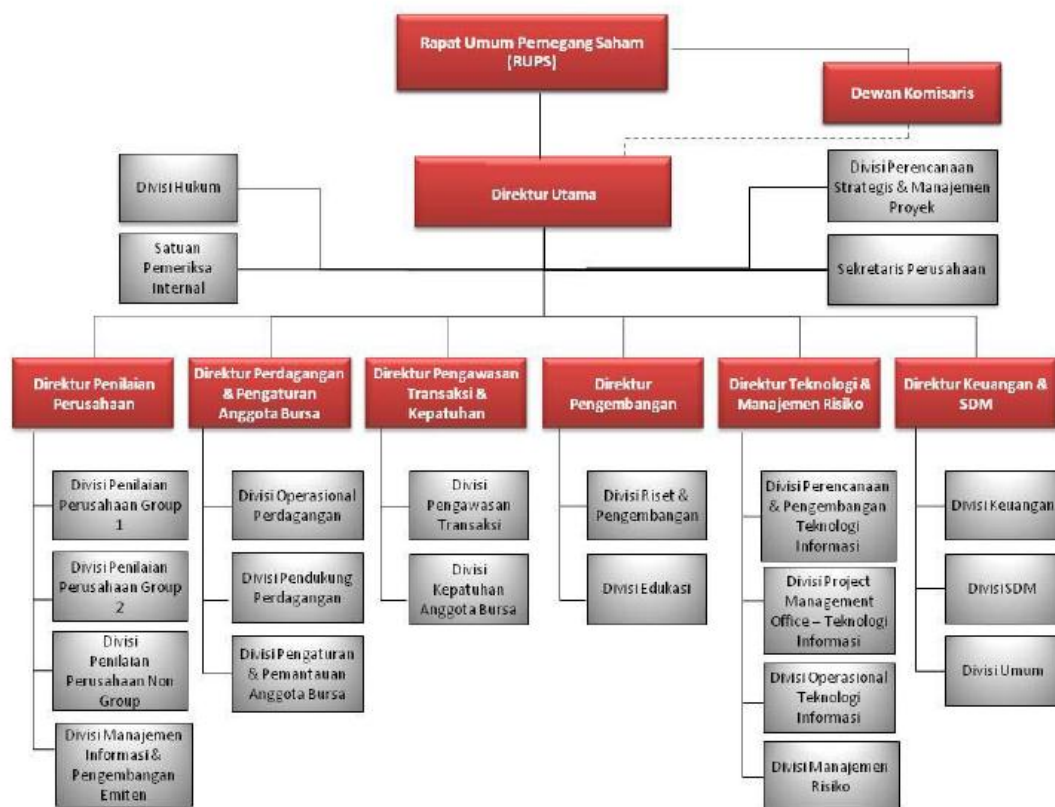 Rapat Umum Pemegang Saham
(RUPS)
Dewan Komisaris
Direktur Utama
Divisi Hukum
Satuan
Pemeriksa
Internal
Divisi Perencanaan
Strategis & Manajemen
Proyek
Sekretaris Perusahaan
Direktur Penilaian
Perusahaan
Direktur Perdagangan
& Pengaturan
Anggota Bursa
Direktur Pengawasan
Transaksi &
Kepatuhan
Direktur
Pengembangan
Direktur Teknologi &
Manajemen Risiko
Direktur Keuangan &
SDM
Divisi Penilaian
Perusahaan Group
1
Divisi Penilaian
Perusahaan Group
2
Divisi
Penilaian
Perusahaan Non
Group
Divisi Manajemen
Informasi &
Pengembangan
Emiten
Divisi Operasional
Perdagangan
Divisi Pendukung
Perdagangan
Divisi Pengaturan
& Pemantauan
Anggota Bursa
Divisi
Pengawasan
Transaksi
Divisi
Kepatuhan
Anggota Bursa
Divisi Riset &
Pengembangan
Divisi Edukasi
Divisi Perencanaan
& Pengembangan
Teknologi
Informasi
Divisi Project
Management
Office – Teknologi
Informasi
Divisi Operasional
Teknologi
Informasi
Divisi Manajemen
Risiko
Divisi Keuangan
Divisi SDM
Divisi Umum